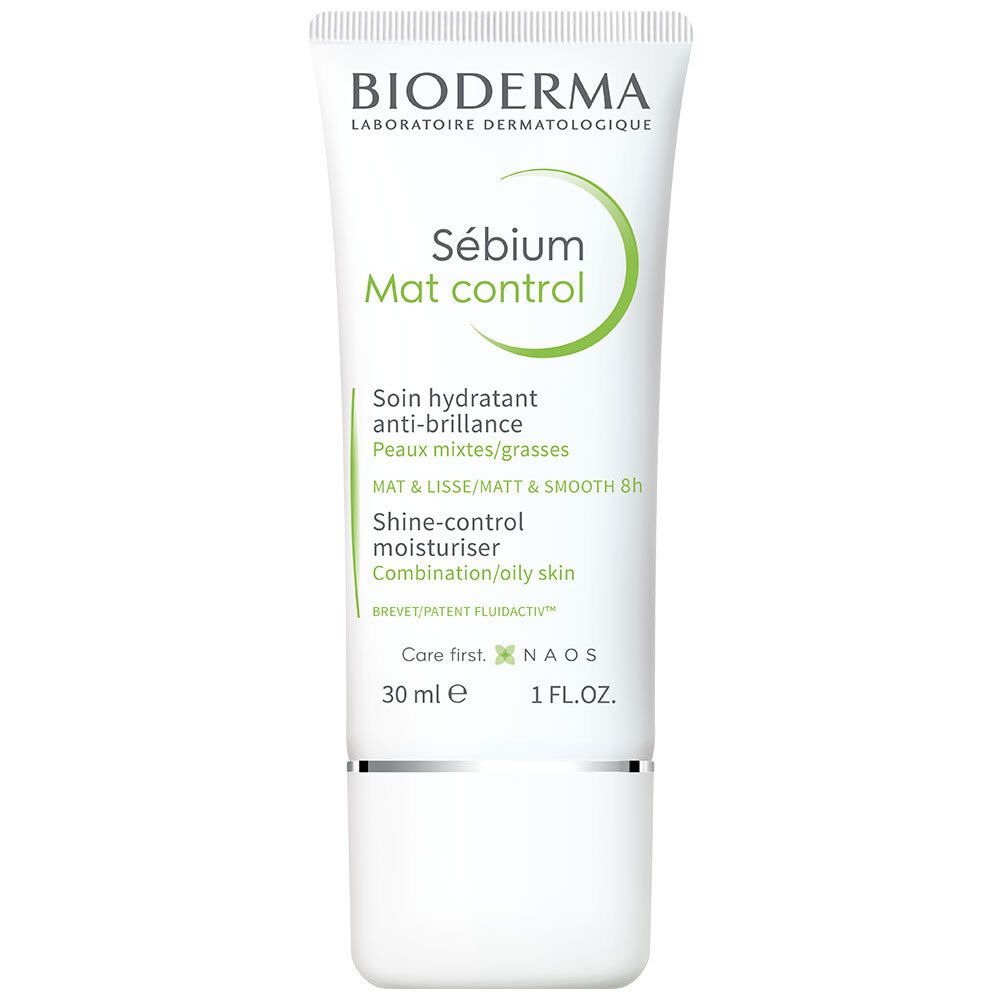 BIODERMA
LABORATOIRE DERMATOLOGIQUE
Sébium
Mat control
Soin hydratant
anti-brillance
Peaux mixtes/grasses
MAT & LISSE/MATT & SMOOTH 8h
Shine-control
moisturiser
Combination/oily skin
BREVET/PATENT FLUIDACTIV™
Care first. NAOS
30 ml ℮ 1 FL.OZ.